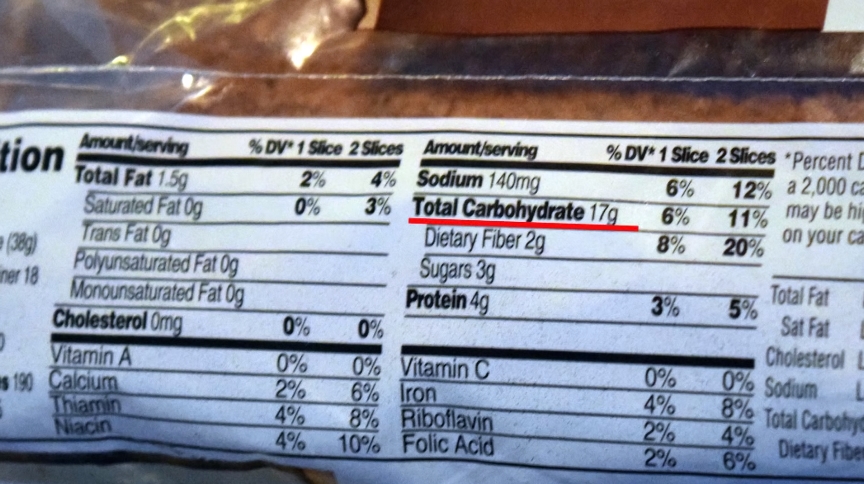 tion
Amount/serving % DV* 1 Slice 2 Slices
Total Fat 1.5g 2% 4%
Saturated Fat 0g 0% 3%
Trans Fat 0g
Polyunsaturated Fat 0g
Monounsaturated Fat 0g
Cholesterol 0mg 0% 0%
Vitamin A 0% 0%
Calcium 2% 6%
Thiamin 4% 8%
Niacin 4% 10%
(38g)
ner 18
190
Amount/serving % DV* 1 Slice 2 Slices
Sodium 140mg 6% 12%
Total Carbohydrate 17g 6% 11%
Dietary Fiber 2g 8% 20%
Sugars 3g
Protein 4g 3% 5%
Vitamin C 0% 0%
Iron 4% 8%
Riboflavin 2% 4%
Folic Acid 2% 6%
*Percent D
a 2,000 ca
may be hi
on your ca
Total Fat
Sat Fat
Cholesterol
Sodium
Total Carbohyd
Dietary Fibe